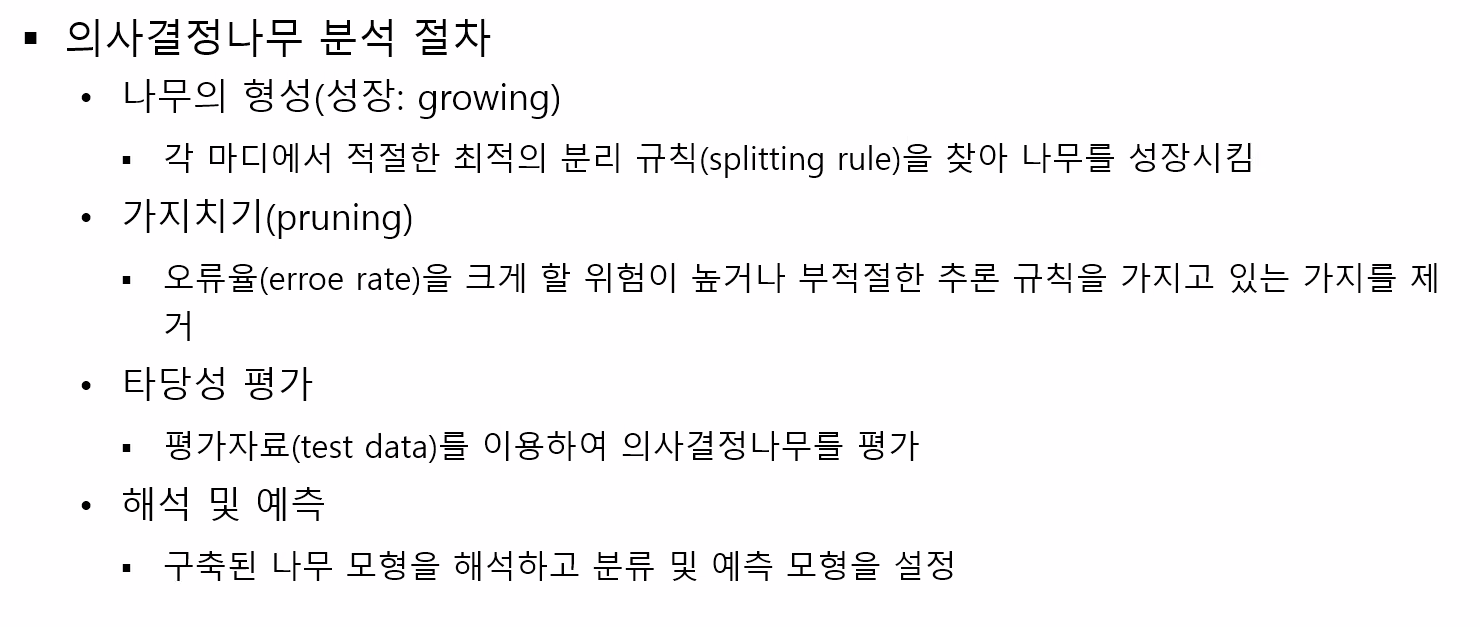 ▪ 의사결정나무 분석 절차
• 나무의 형성(성장: growing)
▪ 각 마디에서 적절한 최적의 분리 규칙(splitting rule)을 찾아 나무를 성장시킴
• 가지치기(pruning)
▪ 오류율(erroe rate)을 크게 할 위험이 높거나 부적절한 추론 규칙을 가지고 있는 가지를 제
거
• 타당성 평가
▪ 평가자료(test data)를 이용하여 의사결정나무를 평가
• 해석 및 예측
▪ 구축된 나무 모형을 해석하고 분류 및 예측 모형을 설정